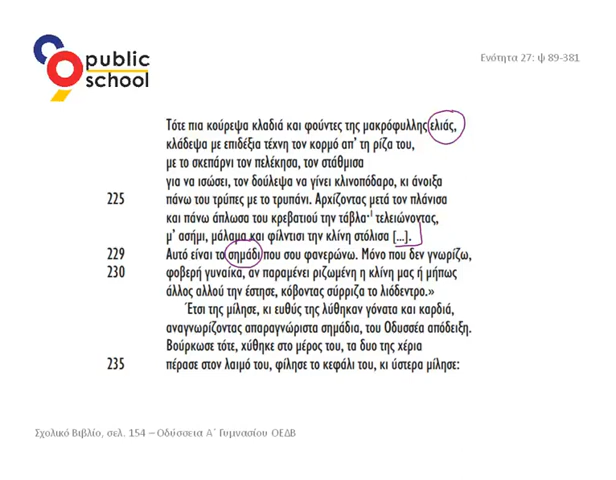 public
school
Ενότητα 27: ψ 89-381
Τότε πια κούρεψα κλαδιά και φούντες της μακρόφυλλης ελιάς,
κλάδεψα με επιδέξια τέχνη τον κορμό απ' τη ρίζα του,
με το σκεπάρνι τον πελέκησα, τον στάθμισα
για να ισώσει, τον δούλεψα να γίνει κλινοπόδαρο, κι άνοιξα
225 πάνω του τρύπες με το τρυπάνι. Αρχίζοντας μετά τον πλάνισα
και πάνω άπλωσα του κρεβατιού την τάβλα·¹ τελειώνοντας,
μ' ασήμι, μάλαμα και φίλντισι την κλίνη στόλισα [...].
229 Αυτό είναι το σημάδι που σου φανερώνω. Μόνο που δεν γνωρίζω,
230 φοβερή γυναίκα, αν παραμένει ριζωμένη η κλίνη μας ή μήπως
άλλος αλλού την έστησε, κόβοντας σύρριζα το λιόδεντρο.»
Έτσι της μίλησε, κι ευθύς της λύθηκαν γόνατα και καρδιά,
αναγνωρίζοντας απαραγνώριστα σημάδια, του Οδυσσέα απόδειξη.
Βούρκωσε τότε, χύθηκε στο μέρος του, τα δυο της χέρια
235 πέρασε στον λαιμό του, φίλησε το κεφάλι του, κι ύστερα μίλησε:
Σχολικό Βιβλίο, σελ. 154 – Οδύσσεια Α΄ Γυμνασίου ΟΕΔΒ